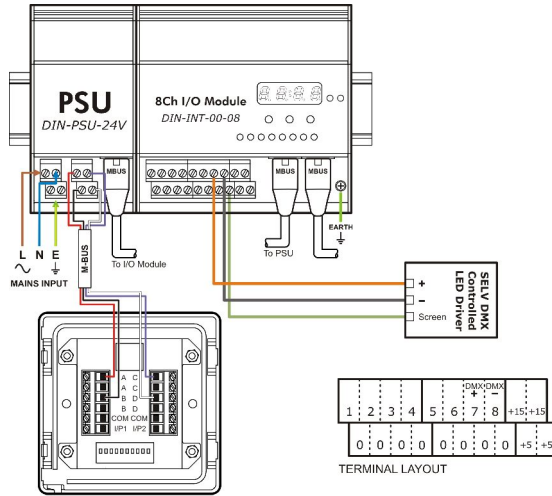 PSU
DIN-PSU-24V
8Ch I/O Module
DIN-INT-00-08
MBUS
MBUS
MBUS
EARTH
L N E
MAINS INPUT
To I/O Module
To PSU
M-BUS
+
−
Screen
SELV DMX
Controlled
LED Driver
A C
A C
B D
B D
COM COM
I/P1 I/P2
DMX DMX
+ −
1 2 3 4 5 6 7 8 +15 +15
0 0 0 0 0 0 0 0 +5 +5
TERMINAL LAYOUT